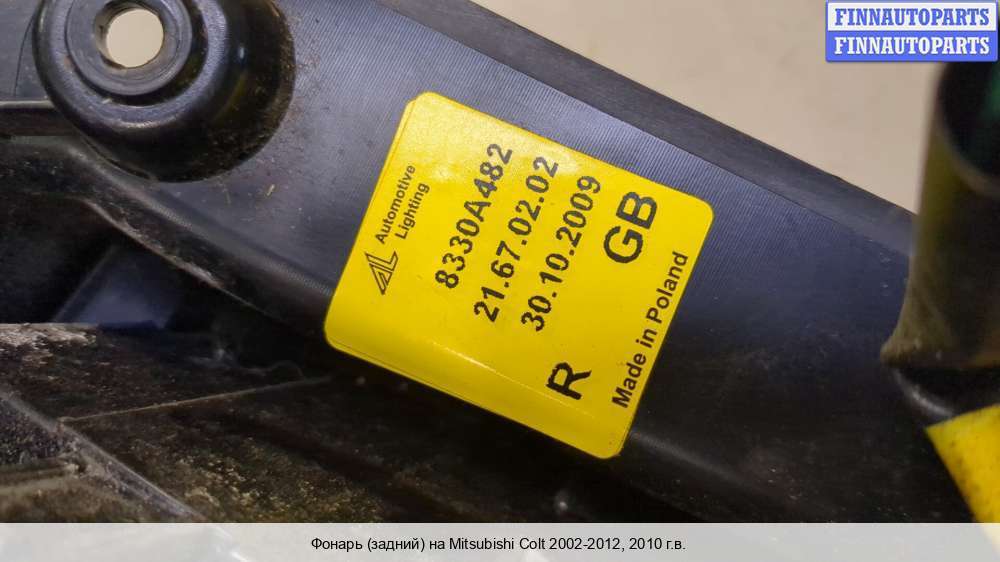 FINNAUTOPARTS
FINNAUTOPARTS
AL Automotive
Lighting
8330A482
21.67.02.02
30.10.2009
R GB
Made in Poland
Фонарь (задний) на Mitsubishi Colt 2002-2012, 2010 г.в.